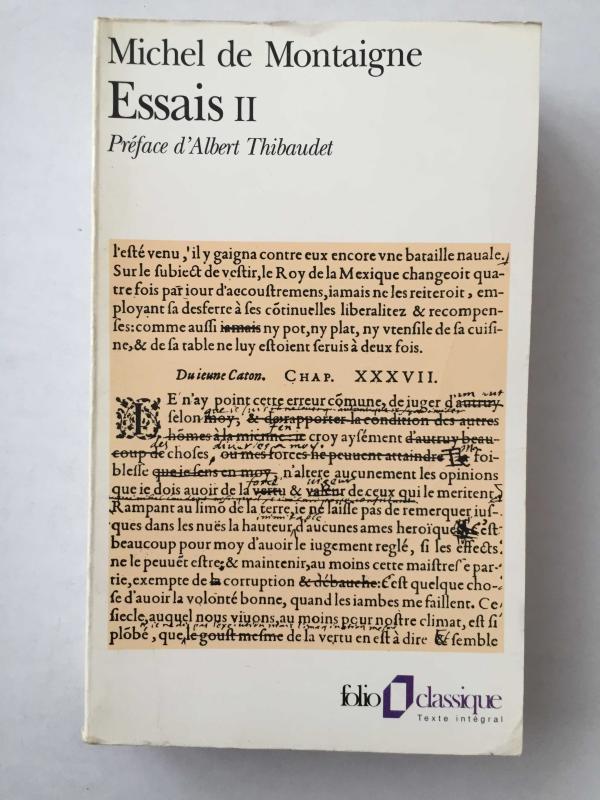 Michel de Montaigne
Essais II
Préface d'Albert Thibaudet
l'esté venu, il y gaigna contre eux encore vne bataille nauale.
Sur le subiect de vestir, le Roy de la Mexique changeoit qua-
tre fois par iour d'accoustremens, iamais ne les reiteroit, em-
ployant sa desferre à ses cõtinuelles liberalitez & recompen-
ses: comme aussi iamais ny pot, ny plat, ny vtensile de sa cuisi-
ne, & de sa table ne luy estoient seruis à deux fois.
Du ieune Caton. CHAP. XXXVII.
IE n'ay point cette erreur cõmune, de iuger d'autruy
selon moy, & de rapporter la condition des autres
hõmes à la mienne: ie croy aysément d'autruy beau-
coup de choses, où mes forces ne peuuent attaindre
foi-
blesse que ie sens en moy, n'altere aucunement les opinions
que ie dois auoir de la vertu & valeur de ceux qui le meritent
Rampant au limõ de la terre, ie ne laisse pas de remerquer ius-
ques dans les nuës la hauteur d'aucunes ames heroïques C'est
beaucoup pour moy d'auoir le iugement reglé, si les effects
ne le peuuẽt estre: & maintenir, au moins cette maistresse par-
tie, exempte de la corruption & débauche: C'est quelque cho-
se d'auoir la volonté bonne, quand les iambes me faillent. Ce
siecle, auquel nous viuons, au moins pour nostre climat, est si
plõbé, que le goust mesme de la vertu en est à dire & semble
folio classique
Texte intégral